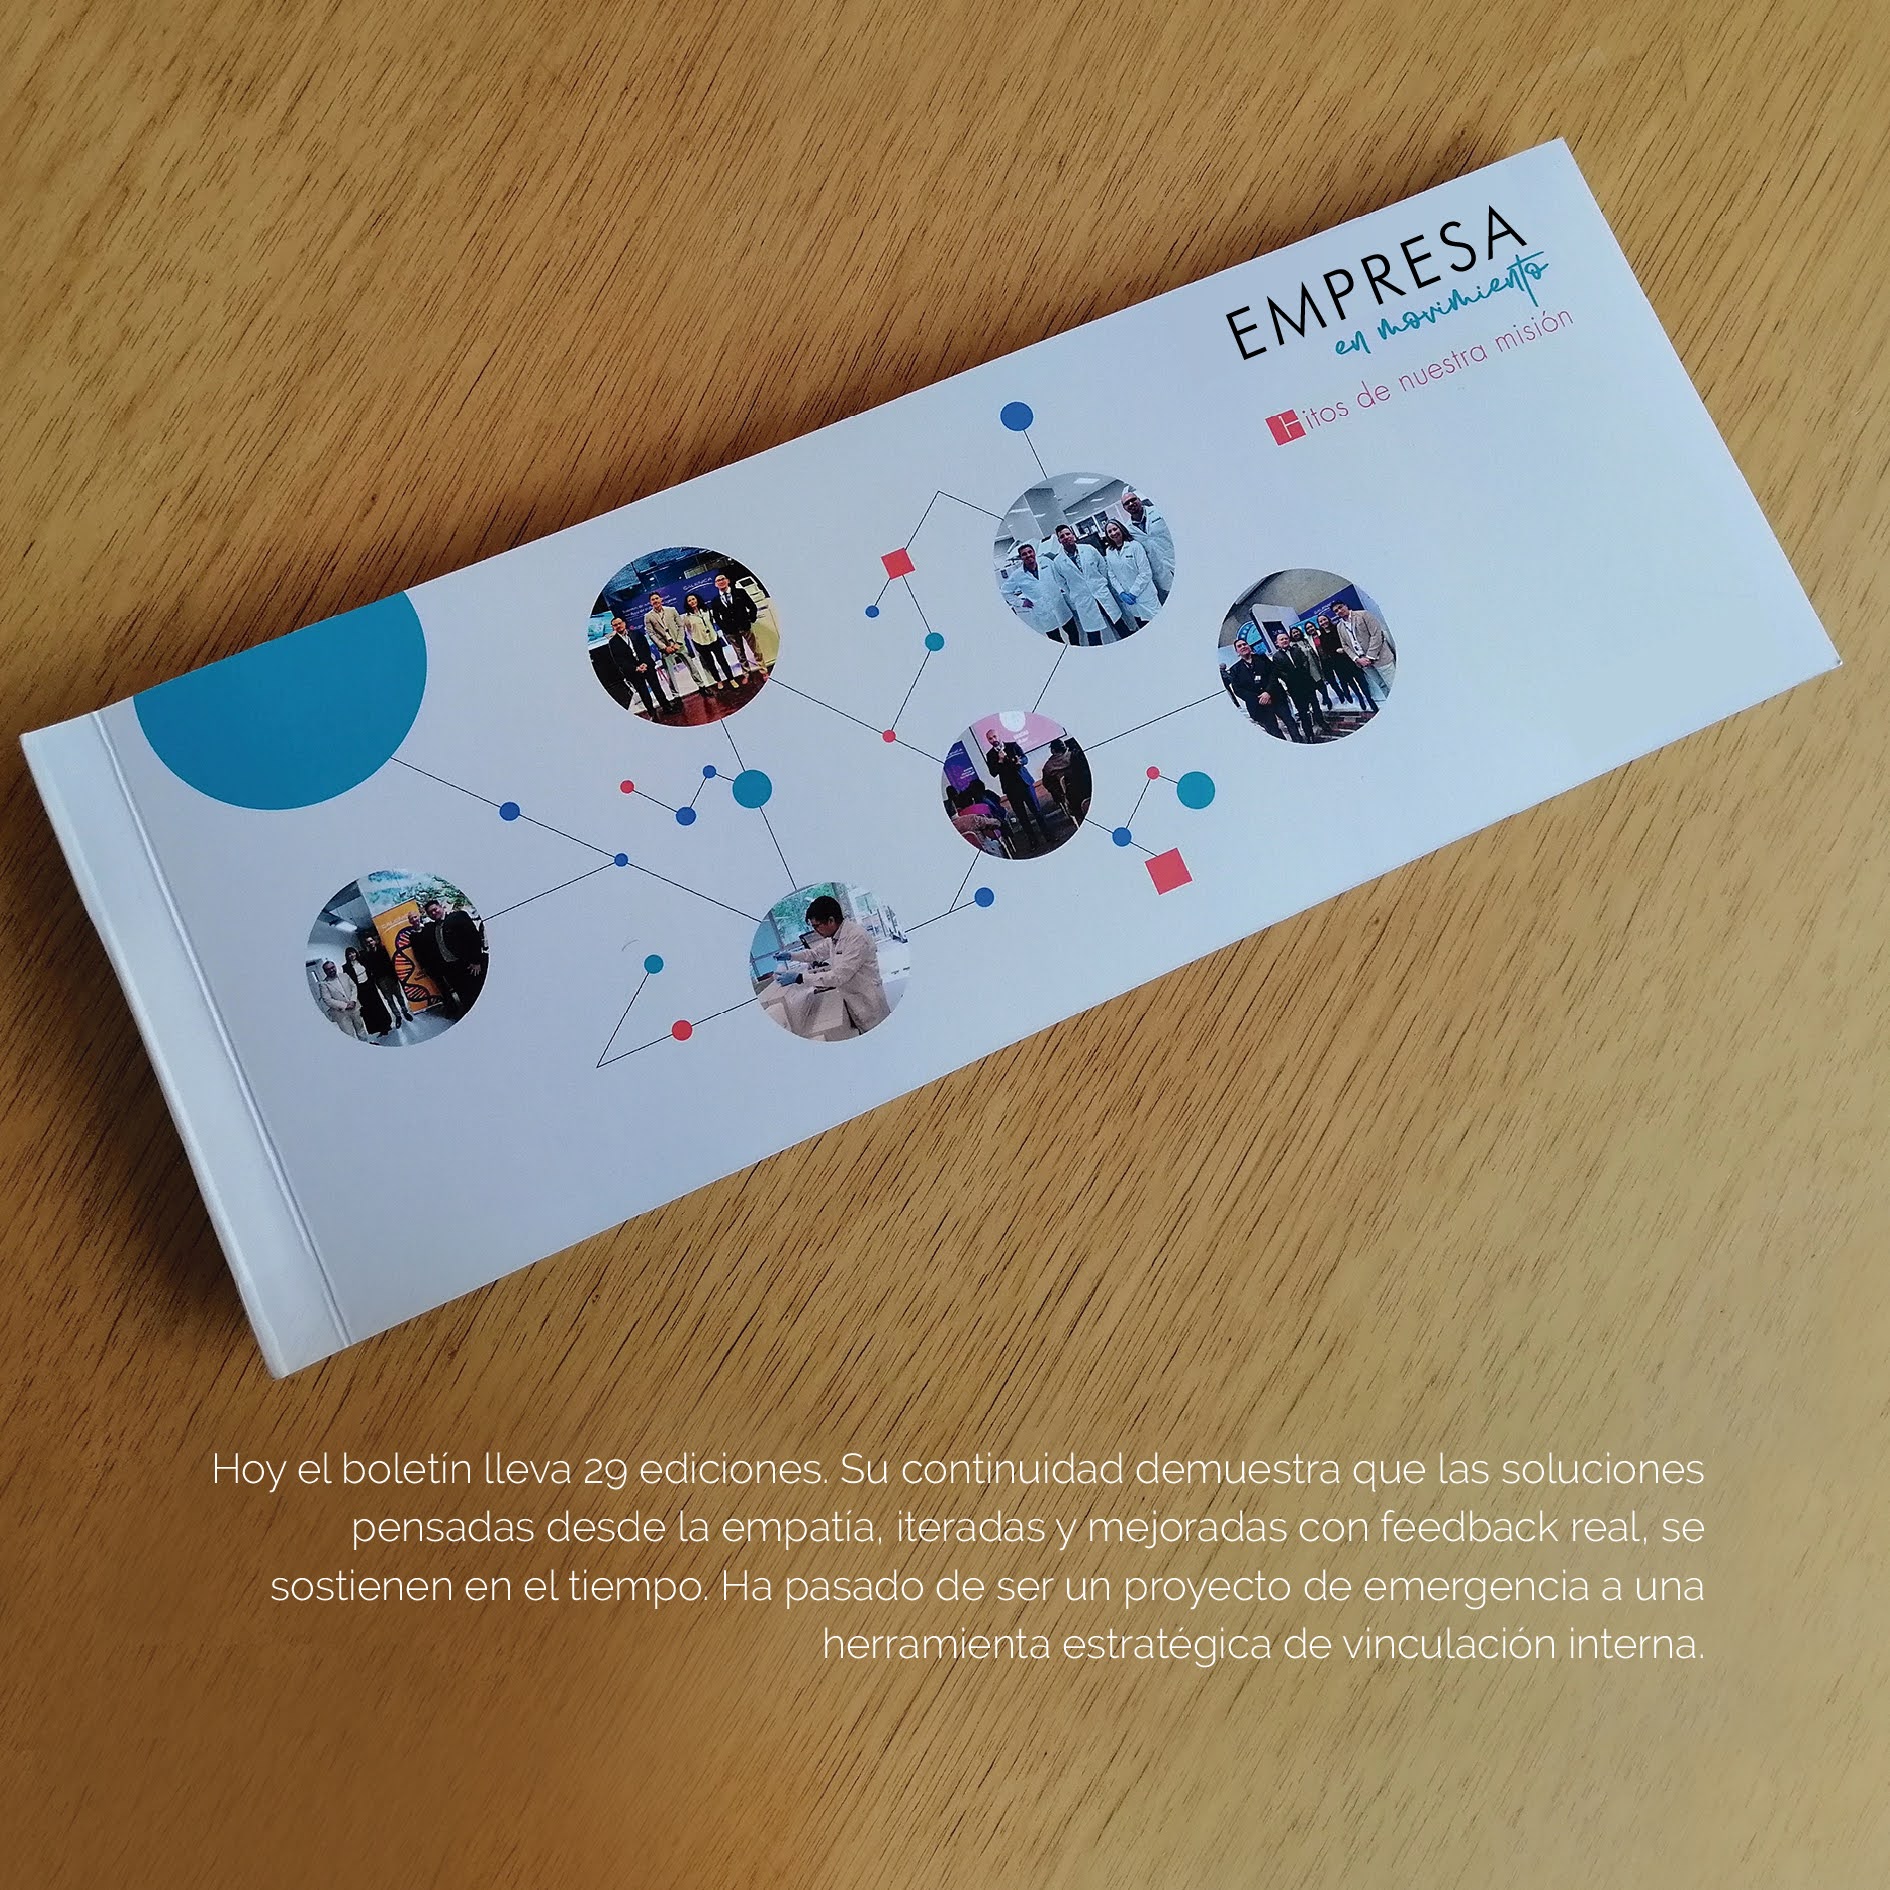 EMPRESA
en movimiento
Hitos de nuestra misión
Hoy el boletín lleva 29 ediciones. Su continuidad demuestra que las soluciones
pensadas desde la empatía, iteradas y mejoradas con feedback real, se
sostienen en el tiempo. Ha pasado de ser un proyecto de emergencia a una
herramienta estratégica de vinculación interna.